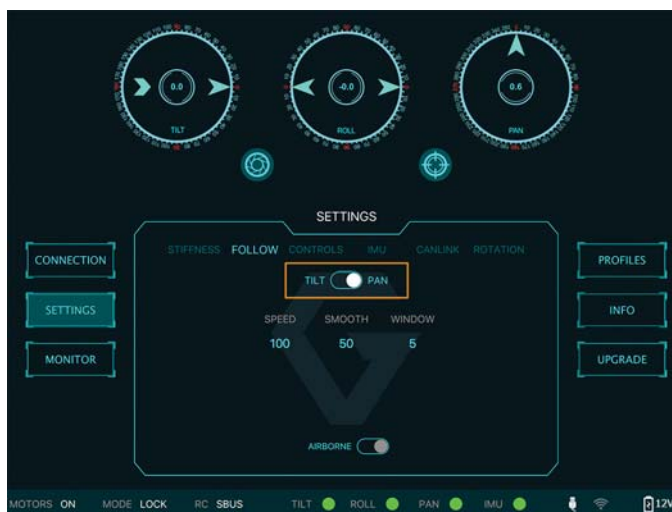 0.0
-0.0
0.6
TILT
ROLL
PAN
SETTINGS
STIFFNESS FOLLOW CONTROLS IMU CANLINK ROTATION
CONNECTION
PROFILES
TILT PAN
SETTINGS
INFO
SPEED SMOOTH WINDOW
100 50 5
MONITOR
UPGRADE
AIRBORNE
MOTORS ON MODE LOCK RC SBUS TILT ROLL PAN IMU 12V